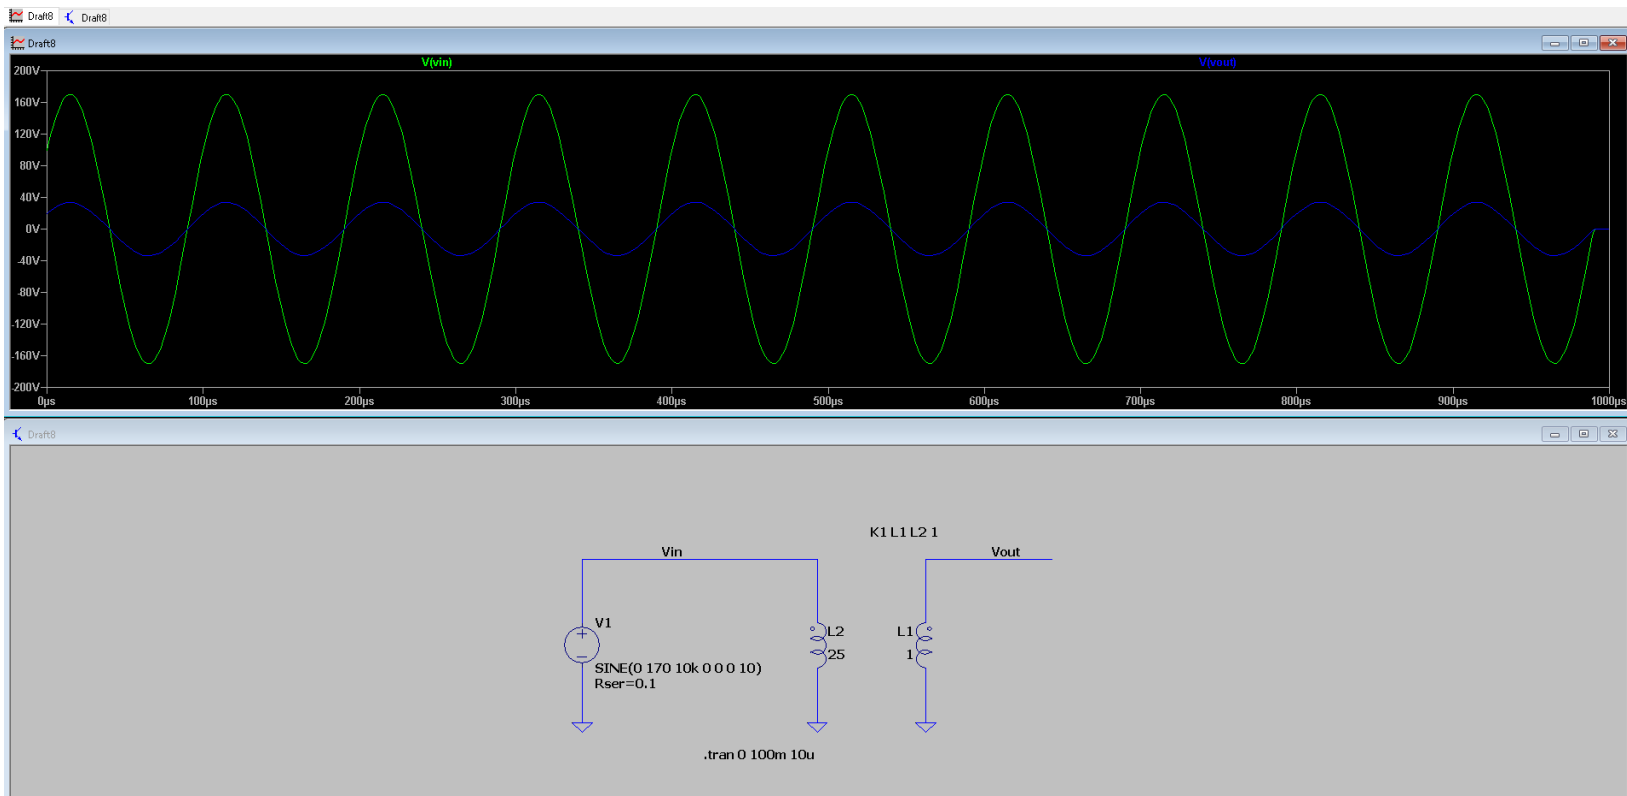 Draft8 Draft8
Draft8
V(vin) V(vout)
200V
160V
120V
80V
40V
0V
-40V
-80V
-120V
-160V
-200V
0µs 100µs 200µs 300µs 400µs 500µs 600µs 700µs 800µs 900µs 1000µs
Draft8
K1 L1 L2 1
Vin Vout
V1
L2 L1
25 1
SINE(0 170 10k 0 0 0 10)
Rser=0.1
.tran 0 100m 10u